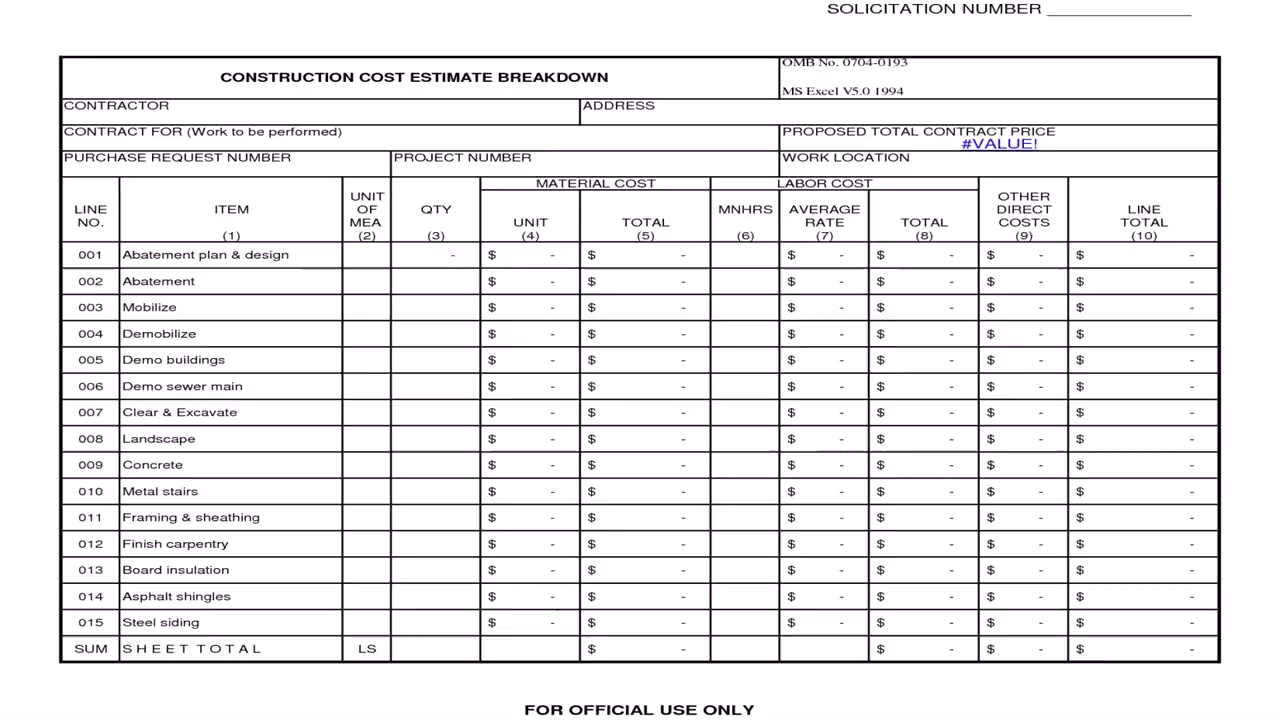 SOLICITATION NUMBER _______________
CONSTRUCTION COST ESTIMATE BREAKDOWN
OMB No. 0704-0193
MS Excel V5.0 1994
CONTRACTOR ADDRESS
CONTRACT FOR (Work to be performed) PROPOSED TOTAL CONTRACT PRICE
#VALUE!
PURCHASE REQUEST NUMBER PROJECT NUMBER WORK LOCATION
MATERIAL COST LABOR COST
UNIT OTHER
LINE ITEM OF QTY MNHRS AVERAGE DIRECT LINE
NO. MEA UNIT TOTAL RATE TOTAL COSTS TOTAL
(1) (2) (3) (4) (5) (6) (7) (8) (9) (10)
001 Abatement plan & design - $ - $ - $ - $ - $ - $ -
002 Abatement $ - $ - $ - $ - $ - $ -
003 Mobilize $ - $ - $ - $ - $ - $ -
004 Demobilize $ - $ - $ - $ - $ - $ -
005 Demo buildings $ - $ - $ - $ - $ - $ -
006 Demo sewer main $ - $ - $ - $ - $ - $ -
007 Clear & Excavate $ - $ - $ - $ - $ - $ -
008 Landscape $ - $ - $ - $ - $ - $ -
009 Concrete $ - $ - $ - $ - $ - $ -
010 Metal stairs $ - $ - $ - $ - $ - $ -
011 Framing & sheathing $ - $ - $ - $ - $ - $ -
012 Finish carpentry $ - $ - $ - $ - $ - $ -
013 Board insulation $ - $ - $ - $ - $ - $ -
014 Asphalt shingles $ - $ - $ - $ - $ - $ -
015 Steel siding $ - $ - $ - $ - $ - $ -
SUM S H E E T T O T A L LS $ - $ - $ - $ -
FOR OFFICIAL USE ONLY